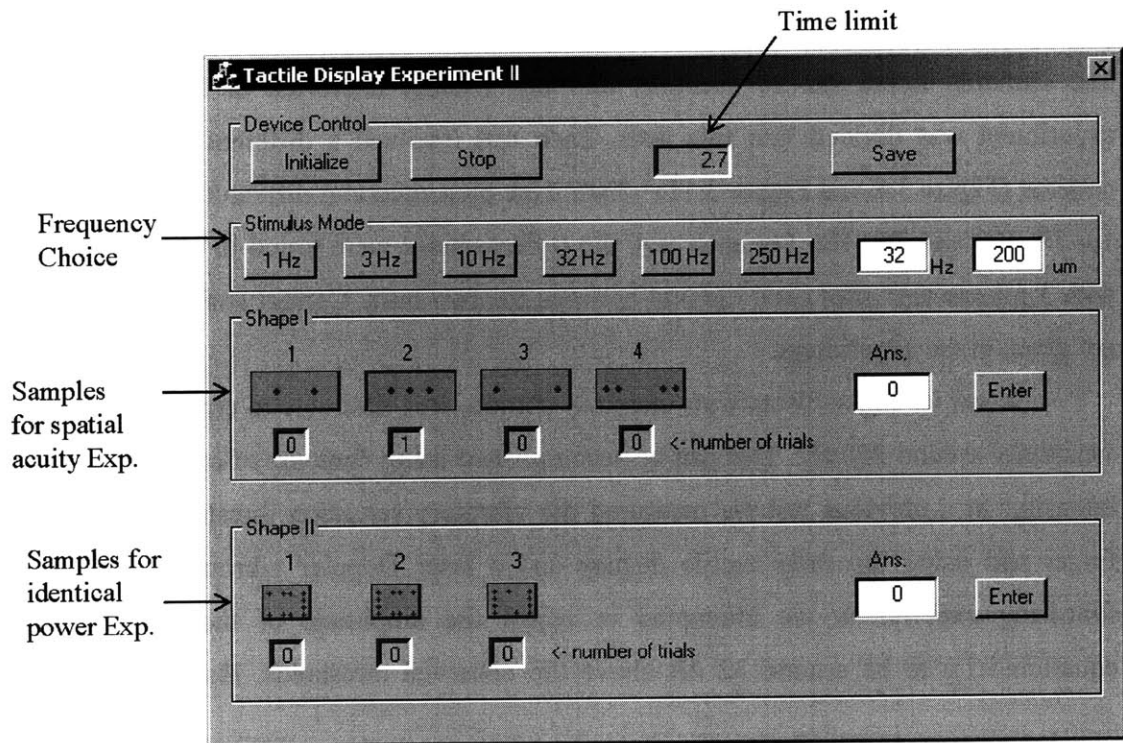 Time limit
Tactile Display Experiment II
Device Control
Initialize Stop 2.7 Save
Frequency
Choice
Stimulus Mode
1 Hz 3 Hz 10 Hz 32 Hz 100 Hz 250 Hz 32 Hz 200 um
Shape I
1 2 3 4 Ans.
0 Enter
Samples
for spatial
acuity Exp.
0 1 0 0 <- number of trials
Shape II
1 2 3 Ans.
0 Enter
Samples for
identical
power Exp.
0 0 0 <- number of trials